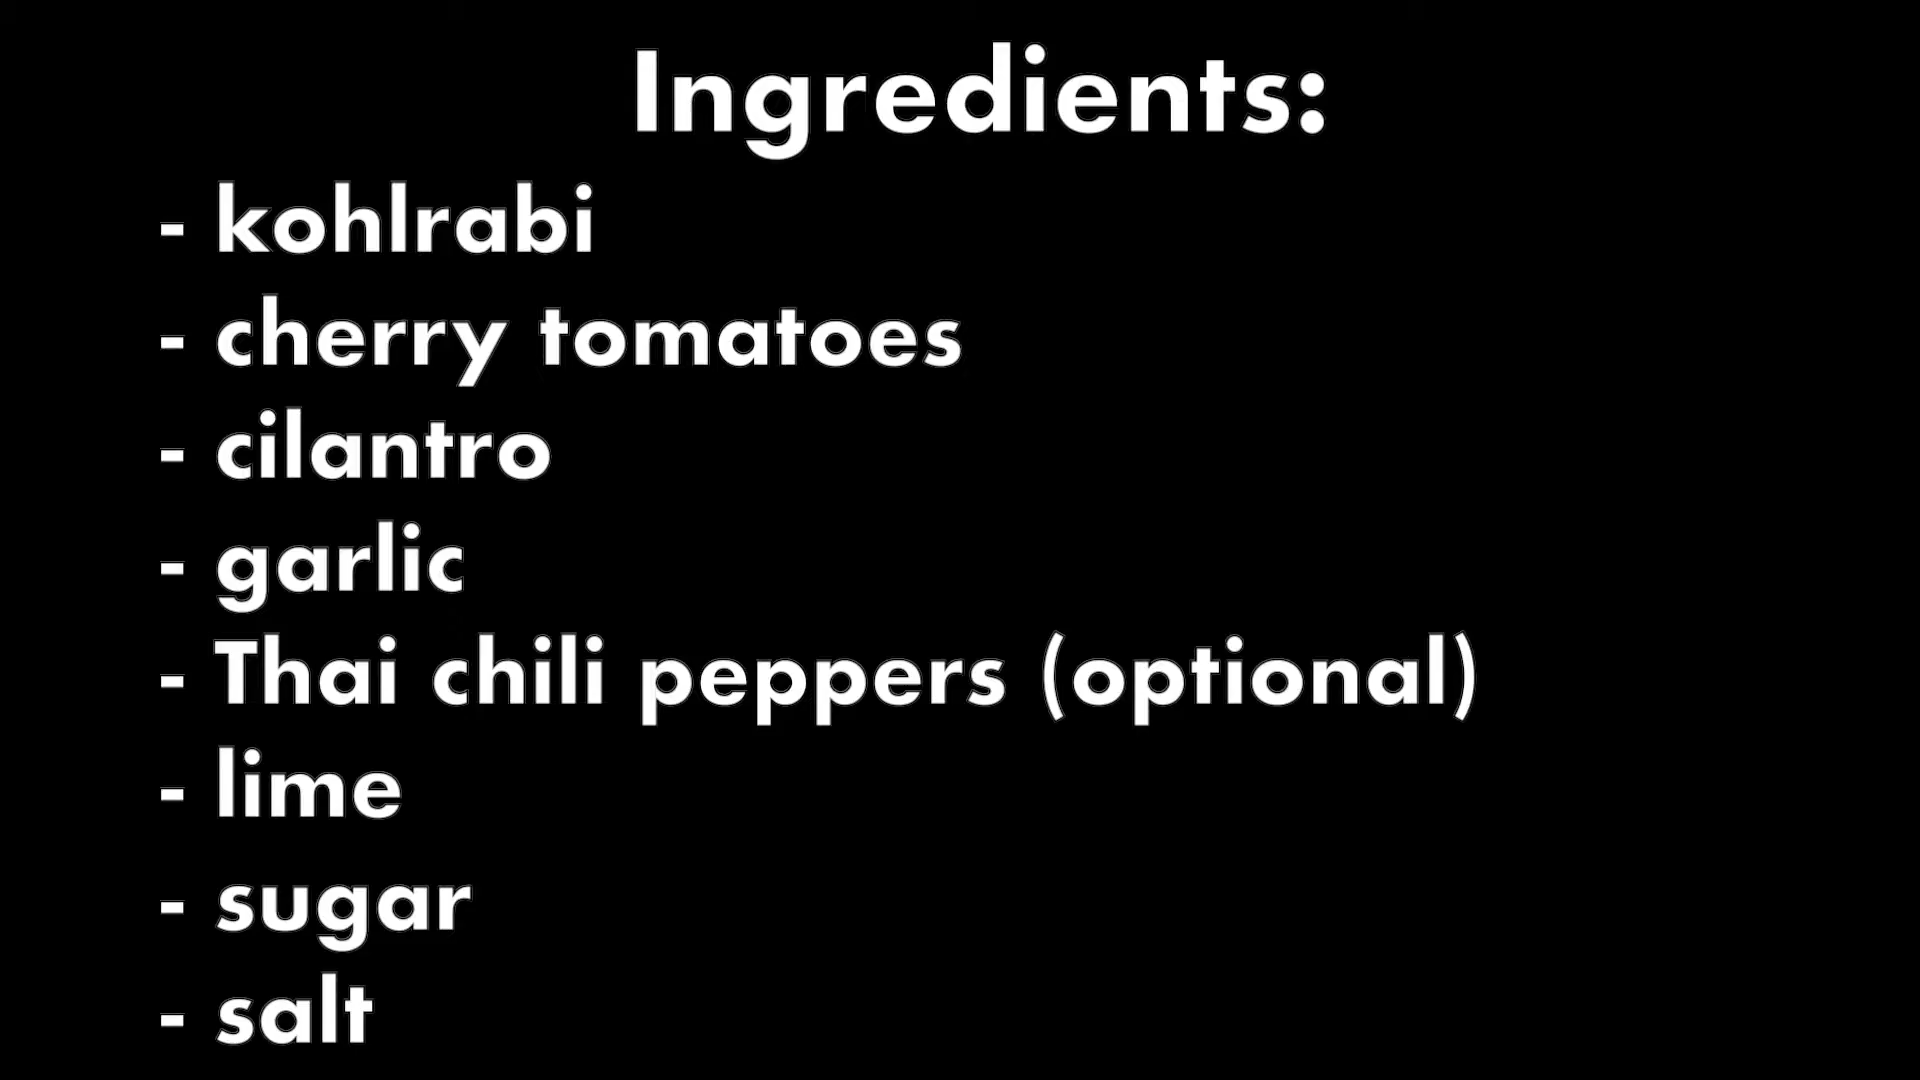 Ingredients:
- kohlrabi
- cherry tomatoes
- cilantro
- garlic
- Thai chili peppers (optional)
- lime
- sugar
- salt